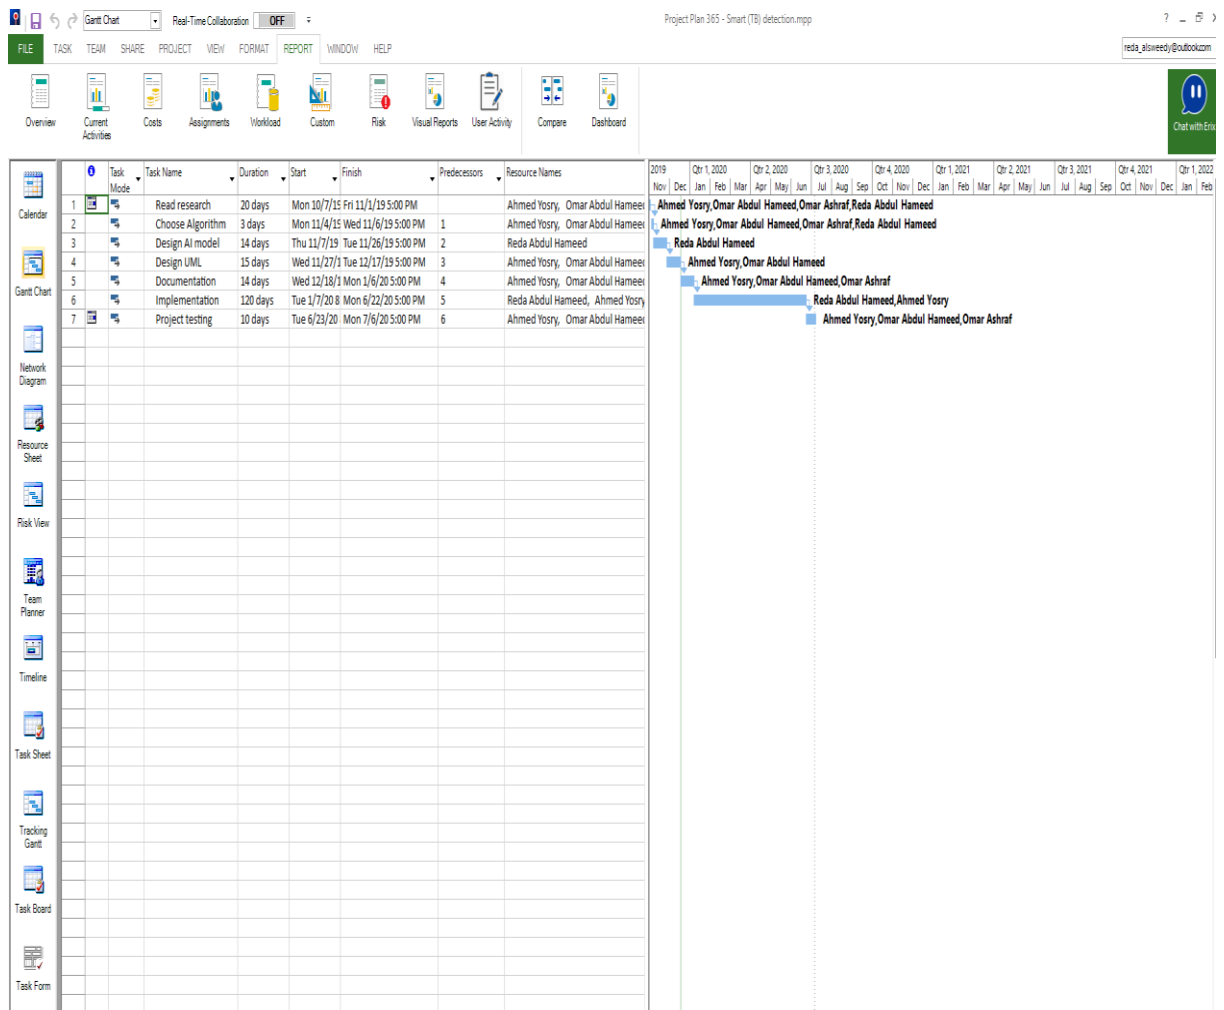 Gantt Chart Real-Time Collaboration OFF Project Plan 365 - Smart (TB) detection.mpp ?
FILE TASK TEAM SHARE PROJECT VIEW FORMAT REPORT WINDOW HELP reda_alsweedy@outlook.com
Overview Current Activities Costs Assignments Workload Custom Risk Visual Reports User Activity Compare Dashboard Chat with Erix
Task Mode Task Name Duration Start Finish Predecessors Resource Names
1 Read research 20 days Mon 10/7/19 Fri 11/1/19 5:00 PM Ahmed Yosry, Omar Abdul Hameed
2 Choose Algorithm 3 days Mon 11/4/19 Wed 11/6/19 5:00 PM 1 Ahmed Yosry, Omar Abdul Hameed
3 Design AI model 14 days Thu 11/7/19 Tue 11/26/19 5:00 PM 2 Reda Abdul Hameed
4 Design UML 15 days Wed 11/27/1 Tue 12/17/19 5:00 PM 3 Ahmed Yosry, Omar Abdul Hameed
5 Documentation 14 days Wed 12/18/1 Mon 1/6/20 5:00 PM 4 Ahmed Yosry, Omar Abdul Hameed
6 Implementation 120 days Tue 1/7/20 8 Mon 6/22/20 5:00 PM 5 Reda Abdul Hameed, Ahmed Yosry
7 Project testing 10 days Tue 6/23/20 Mon 7/6/20 5:00 PM 6 Ahmed Yosry, Omar Abdul Hameed
2019 Qtr 1, 2020 Qtr 2, 2020 Qtr 3, 2020 Qtr 4, 2020 Qtr 1, 2021 Qtr 2, 2021 Qtr 3, 2021 Qtr 4, 2021 Qtr 1, 2022
Nov Dec Jan Feb Mar Apr May Jun Jul Aug Sep Oct Nov Dec Jan Feb Mar Apr May Jun Jul Aug Sep Oct Nov Dec Jan Feb
Ahmed Yosry,Omar Abdul Hameed,Omar Ashraf,Reda Abdul Hameed
Ahmed Yosry,Omar Abdul Hameed,Omar Ashraf,Reda Abdul Hameed
Reda Abdul Hameed
Ahmed Yosry,Omar Abdul Hameed
Ahmed Yosry,Omar Abdul Hameed,Omar Ashraf
Reda Abdul Hameed,Ahmed Yosry
Ahmed Yosry,Omar Abdul Hameed,Omar Ashraf
Calendar
Gantt Chart
Network
Diagram
Resource
Sheet
Risk View
Team
Planner
Timeline
Task Sheet
Tracking
Gantt
Task Board
Task Form